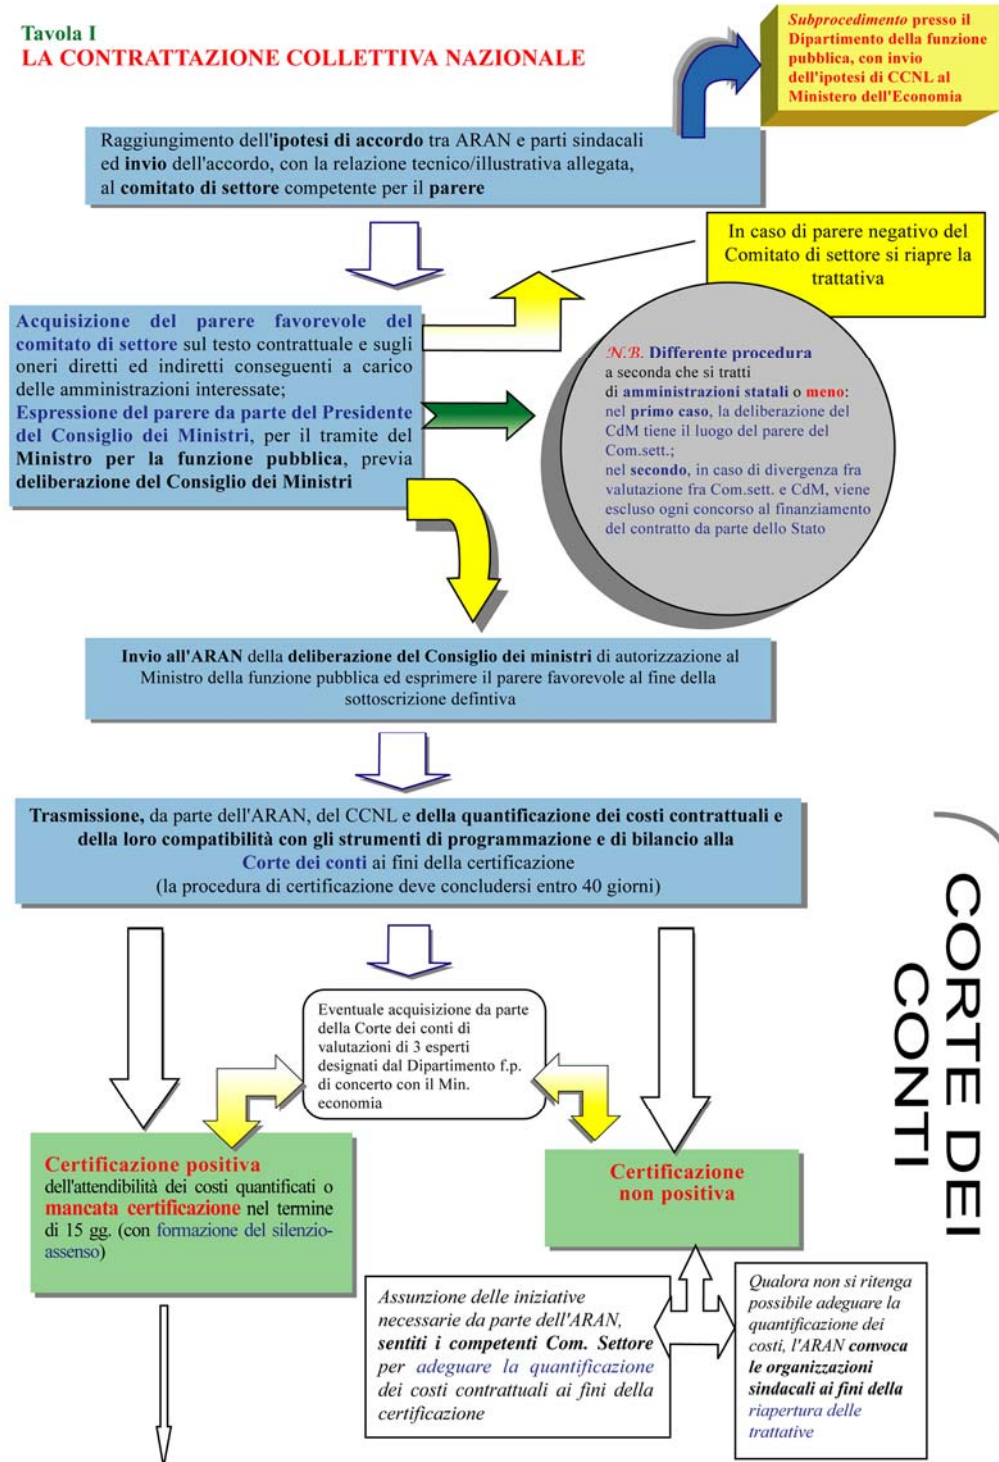 Tavola I
LA CONTRATTAZIONE COLLETTIVA NAZIONALE
Subprocedimento presso il
Dipartimento della funzione
pubblica, con invio
dell'ipotesi di CCNL al
Ministero dell'Economia
Raggiungimento dell'ipotesi di accordo tra ARAN e parti sindacali
ed invio dell'accordo, con la relazione tecnico/illustrativa allegata,
al comitato di settore competente per il parere
In caso di parere negativo del
Comitato di settore si riapre la
trattativa
Acquisizione del parere favorevole del
comitato di settore sul testo contrattuale e sugli
oneri diretti ed indiretti conseguenti a carico
delle amministrazioni interessate;
Espressione del parere da parte del Presidente
del Consiglio dei Ministri, per il tramite del
Ministro per la funzione pubblica, previa
deliberazione del Consiglio dei Ministri
N.B. Differente procedura
a seconda che si tratti
di amministrazioni statali o meno:
nel primo caso, la deliberazione del
CdM tiene il luogo del parere del
Com.sett.;
nel secondo, in caso di divergenza fra
valutazione fra Com.sett. e CdM, viene
escluso ogni concorso al finanziamento
del contratto da parte dello Stato
Invio all'ARAN della deliberazione del Consiglio dei ministri di autorizzazione al
Ministro della funzione pubblica ed esprimere il parere favorevole al fine della
sottoscrizione defintiva
Trasmissione, da parte dell'ARAN, del CCNL e della quantificazione dei costi contrattuali e
della loro compatibilità con gli strumenti di programmazione e di bilancio alla
Corte dei conti ai fini della certificazione
(la procedura di certificazione deve concludersi entro 40 giorni)
CORTE DEI
CONTI
Eventuale acquisizione da parte
della Corte dei conti di
valutazioni di 3 esperti
designati dal Dipartimento f.p.
di concerto con il Min.
economia
Certificazione positiva
dell'attendibilità dei costi quantificati o
mancata certificazione nel termine
di 15 gg. (con formazione del silenzio-
assenso)
Certificazione
non positiva
Assunzione delle iniziative
necessarie da parte dell'ARAN,
sentiti i competenti Com. Settore
per adeguare la quantificazione
dei costi contrattuali ai fini della
certificazione
Qualora non si ritenga
possibile adeguare la
quantificazione dei
costi, l'ARAN convoca
le organizzazioni
sindacali ai fini della
riapertura delle
trattative